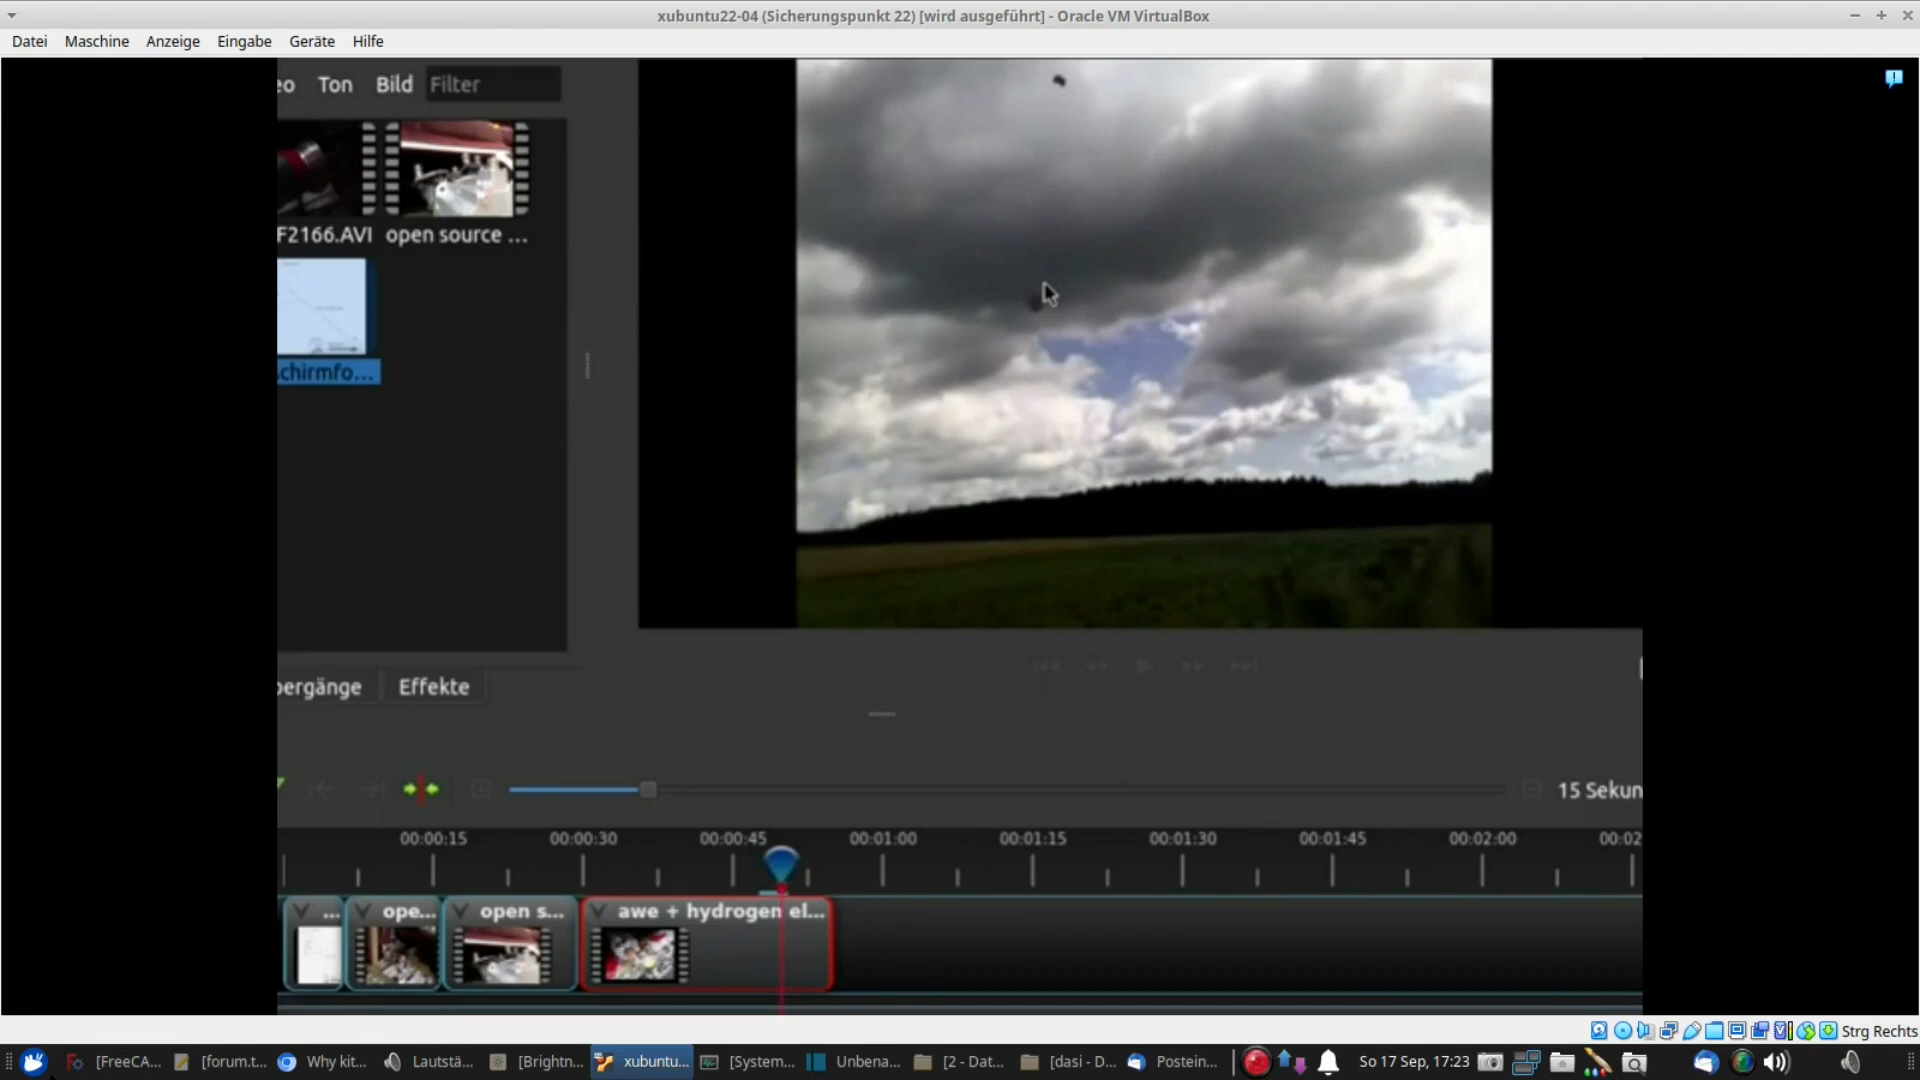 xubuntu22-04 (Sicherungspunkt 22) [wird ausgeführt] - Oracle VM VirtualBox
Datei Maschine Anzeige Eingabe Geräte Hilfe
eo Ton Bild Filter
F2166.AVI open source ...
chirmfo...
bergänge Effekte
15 Sekun
00:00:15 00:00:30 00:00:45 00:01:00 00:01:15 00:01:30 00:01:45 00:02:00 00:02
... ope... open s... awe + hydrogen el...
Strg Rechts
[FreeCA... [forum.t... Why kit... Lautstä... [Brightn... xubuntu... [System... Unbena... [2 - Dat... [dasi - D... Postein... So 17 Sep, 17:23